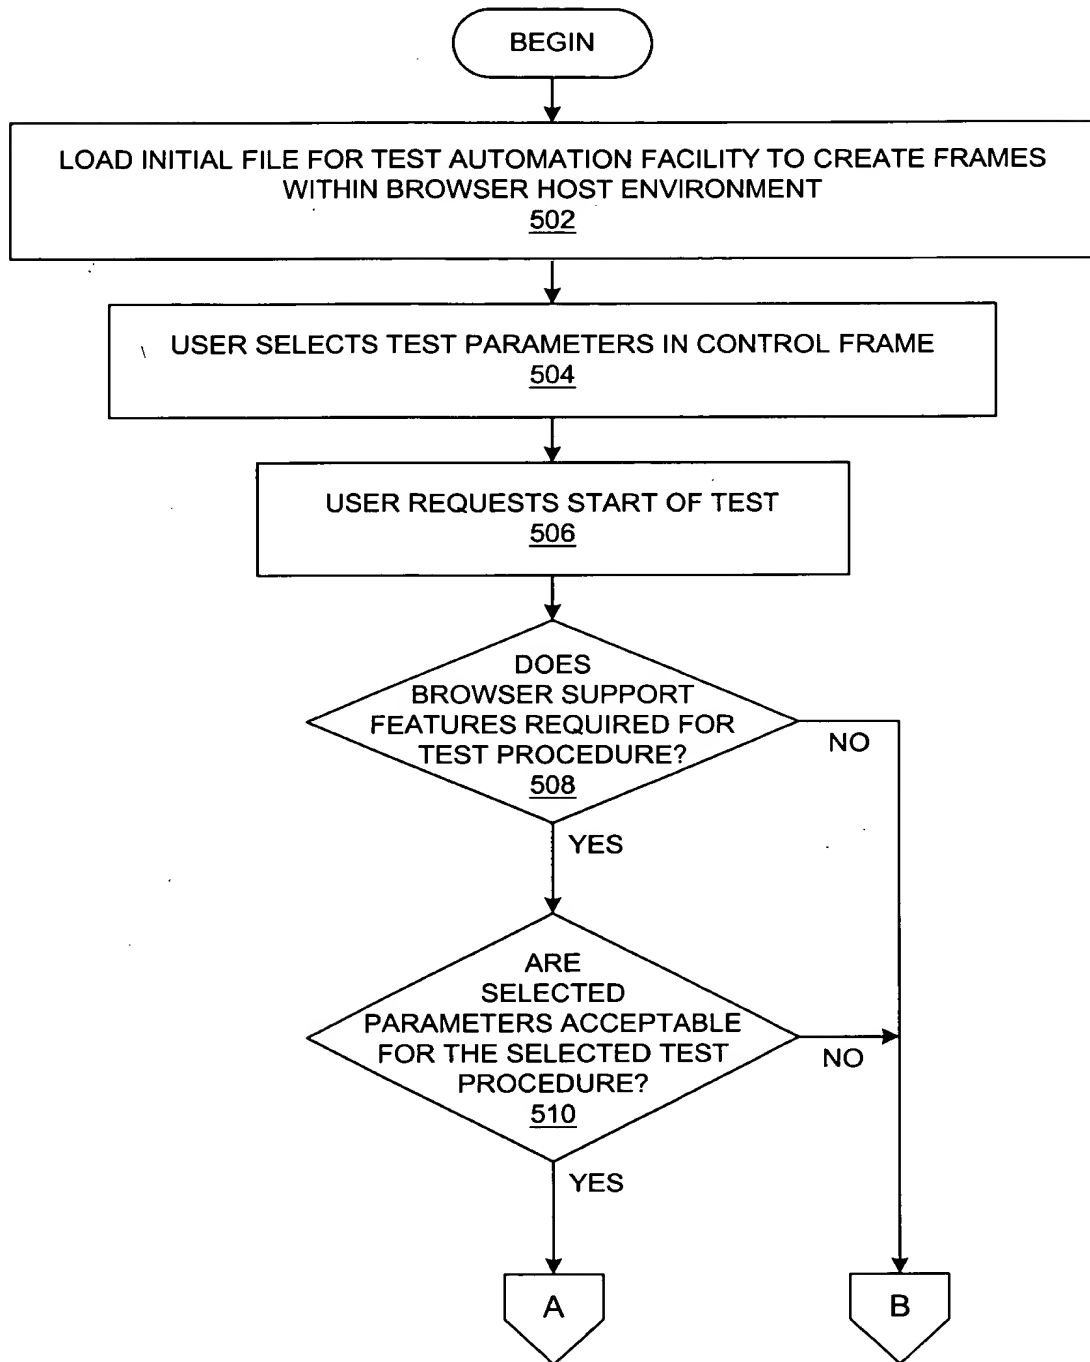 BEGIN
LOAD INITIAL FILE FOR TEST AUTOMATION FACILITY TO CREATE FRAMES
WITHIN BROWSER HOST ENVIRONMENT
502
USER SELECTS TEST PARAMETERS IN CONTROL FRAME
504
USER REQUESTS START OF TEST
506
DOES
BROWSER SUPPORT
FEATURES REQUIRED FOR
TEST PROCEDURE?
508
NO
YES
ARE
SELECTED
PARAMETERS ACCEPTABLE
FOR THE SELECTED TEST
PROCEDURE?
510
NO
YES
A
B